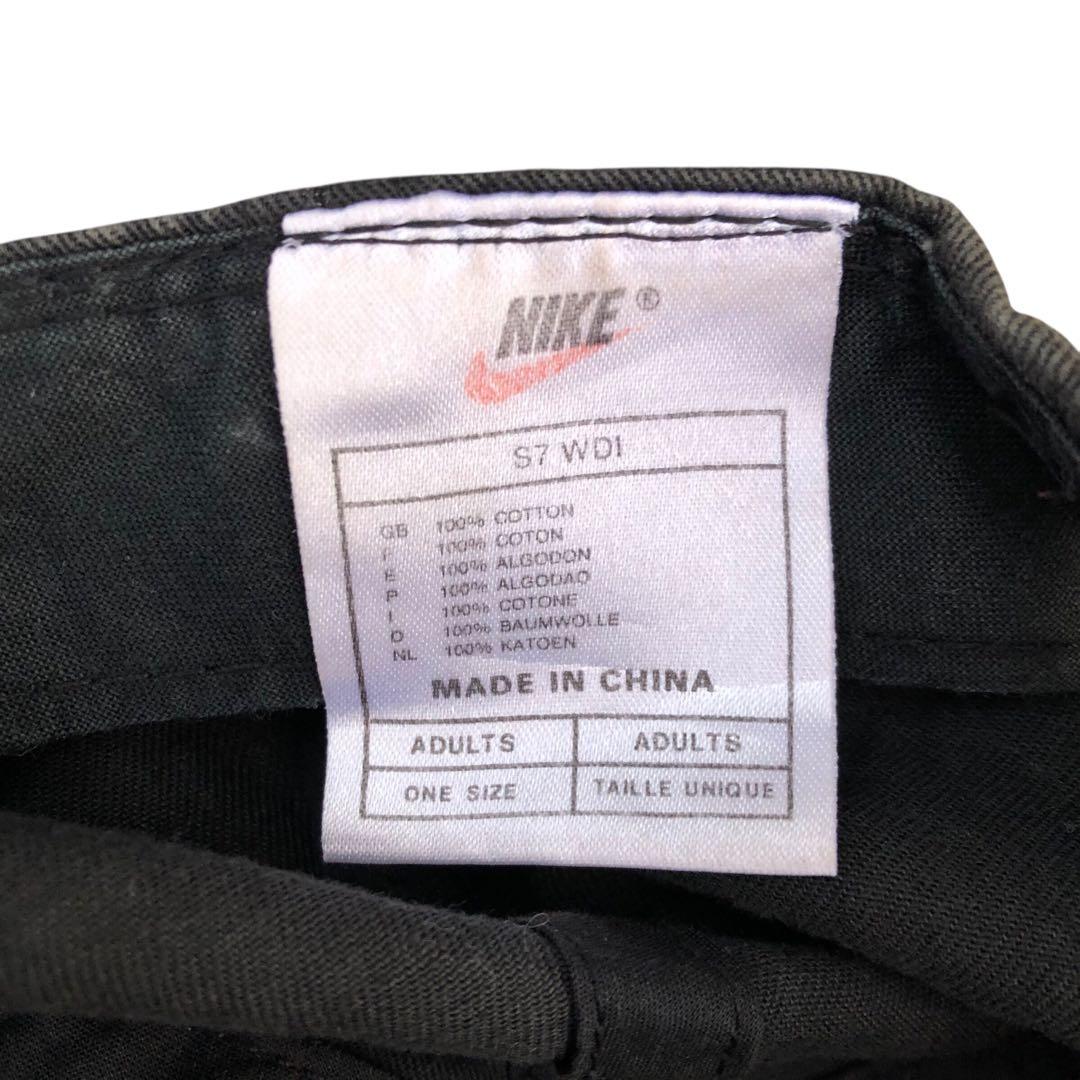 NIKE ®
S7 WDI
GB 100% COTTON
F 100% COTON
E 100% ALGODON
P 100% ALGODAO
I 100% COTONE
D 100% BAUMWOLLE
NL 100% KATOEN
MADE IN CHINA
ADULTS ADULTS
ONE SIZE TAILLE UNIQUE